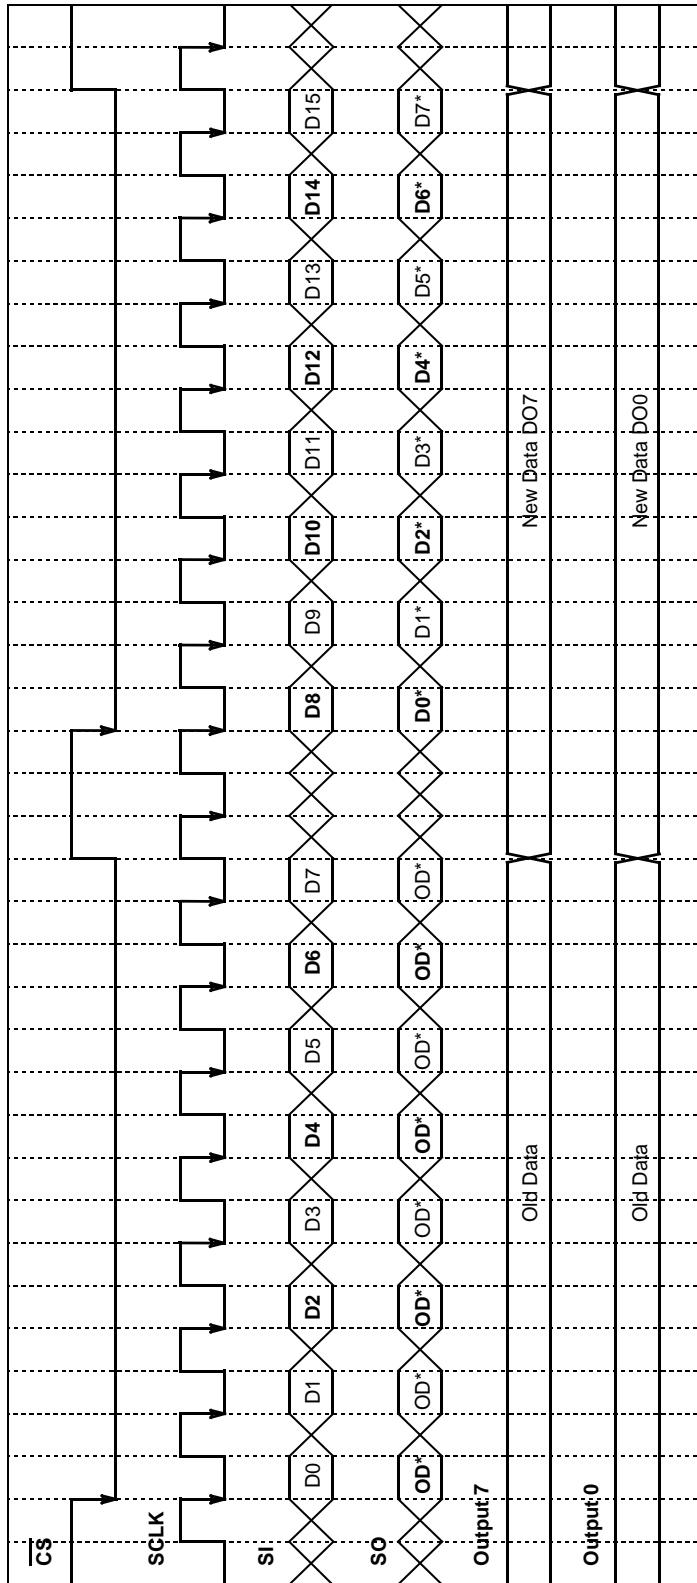 CS
SCLK
SI D0 D1 D2 D3 D4 D5 D6 D7 D8 D9 D10 D11 D12 D13 D14 D15
SO OD* OD* OD* OD* OD* OD* OD* OD* D0* D1* D2* D3* D4* D5* D6* D7*
Output 7 Old Data New Data DO7
Output 0 Old Data New Data DO0